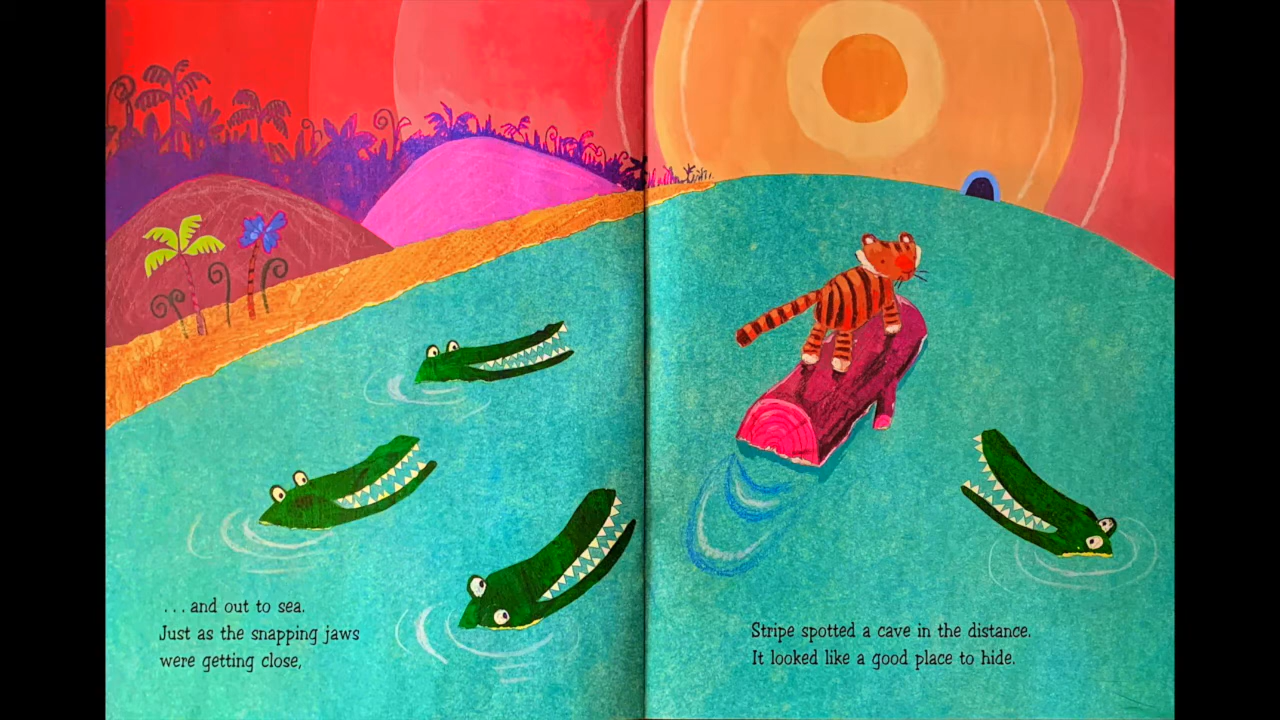 ...and out to sea.
Just as the snapping jaws
were getting close,
Stripe spotted a cave in the distance.
It looked like a good place to hide.